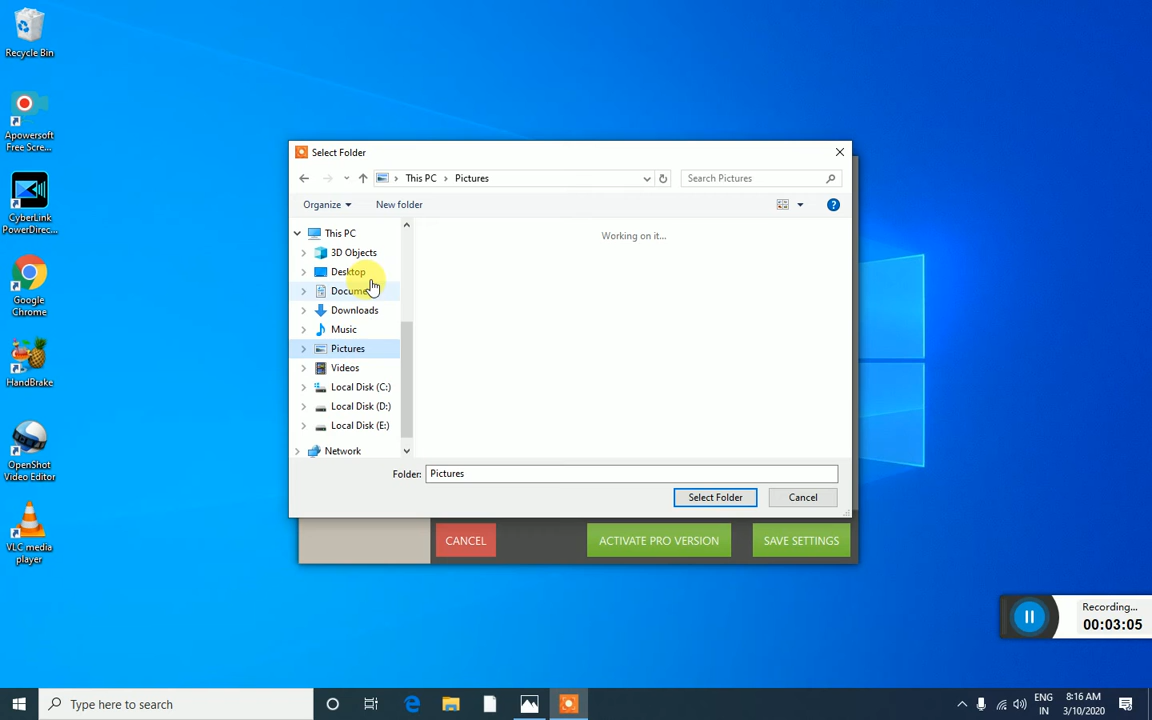 Recycle Bin
Apowersoft
Free Scre...
CyberLink
PowerDirec...
Google
Chrome
HandBrake
OpenShot
Video Editor
VLC media
player
Select Folder
This PC
Pictures
Search Pictures
Organize
New folder
This PC
3D Objects
Desktop
Docume
Downloads
Music
Pictures
Videos
Local Disk (C:)
Local Disk (D:)
Local Disk (E:)
Network
Working on it...
Folder: Pictures
Select Folder
Cancel
CANCEL
ACTIVATE PRO VERSION
SAVE SETTINGS
Recording...
00:03:05
Type here to search
ENG
IN
8:16 AM
3/10/2020